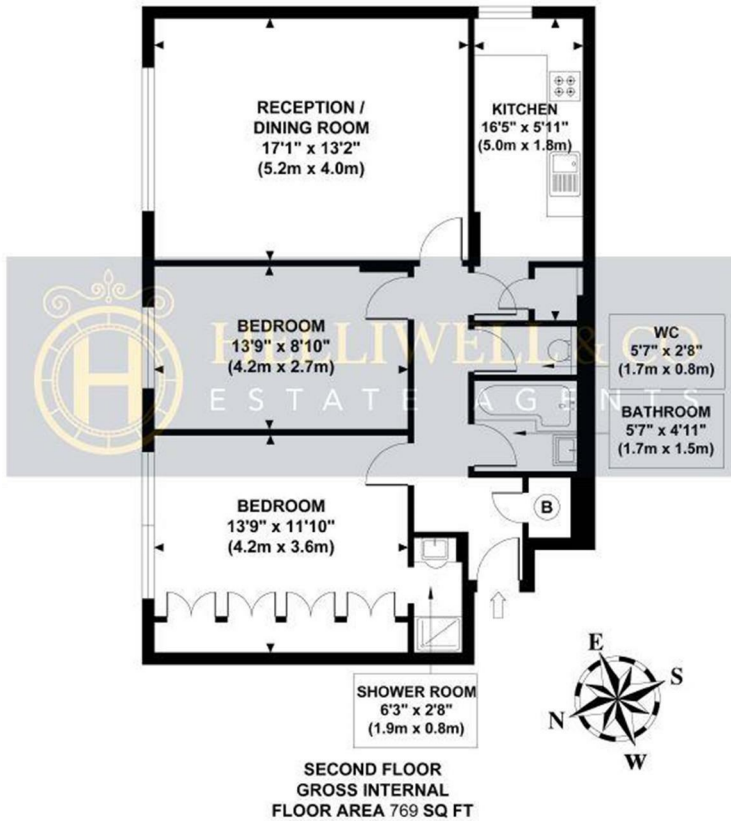 RECEPTION /
DINING ROOM
17'1" x 13'2"
(5.2m x 4.0m)
KITCHEN
16'5" x 5'11"
(5.0m x 1.8m)
H
HELLIWELL & CO
ESTATE AGENTS
BEDROOM
13'9" x 8'10"
(4.2m x 2.7m)
WC
5'7" x 2'8"
(1.7m x 0.8m)
BATHROOM
5'7" x 4'11"
(1.7m x 1.5m)
BEDROOM
13'9" x 11'10"
(4.2m x 3.6m)
B
SHOWER ROOM
6'3" x 2'8"
(1.9m x 0.8m)
E
S
N
W
SECOND FLOOR
GROSS INTERNAL
FLOOR AREA 769 SQ FT